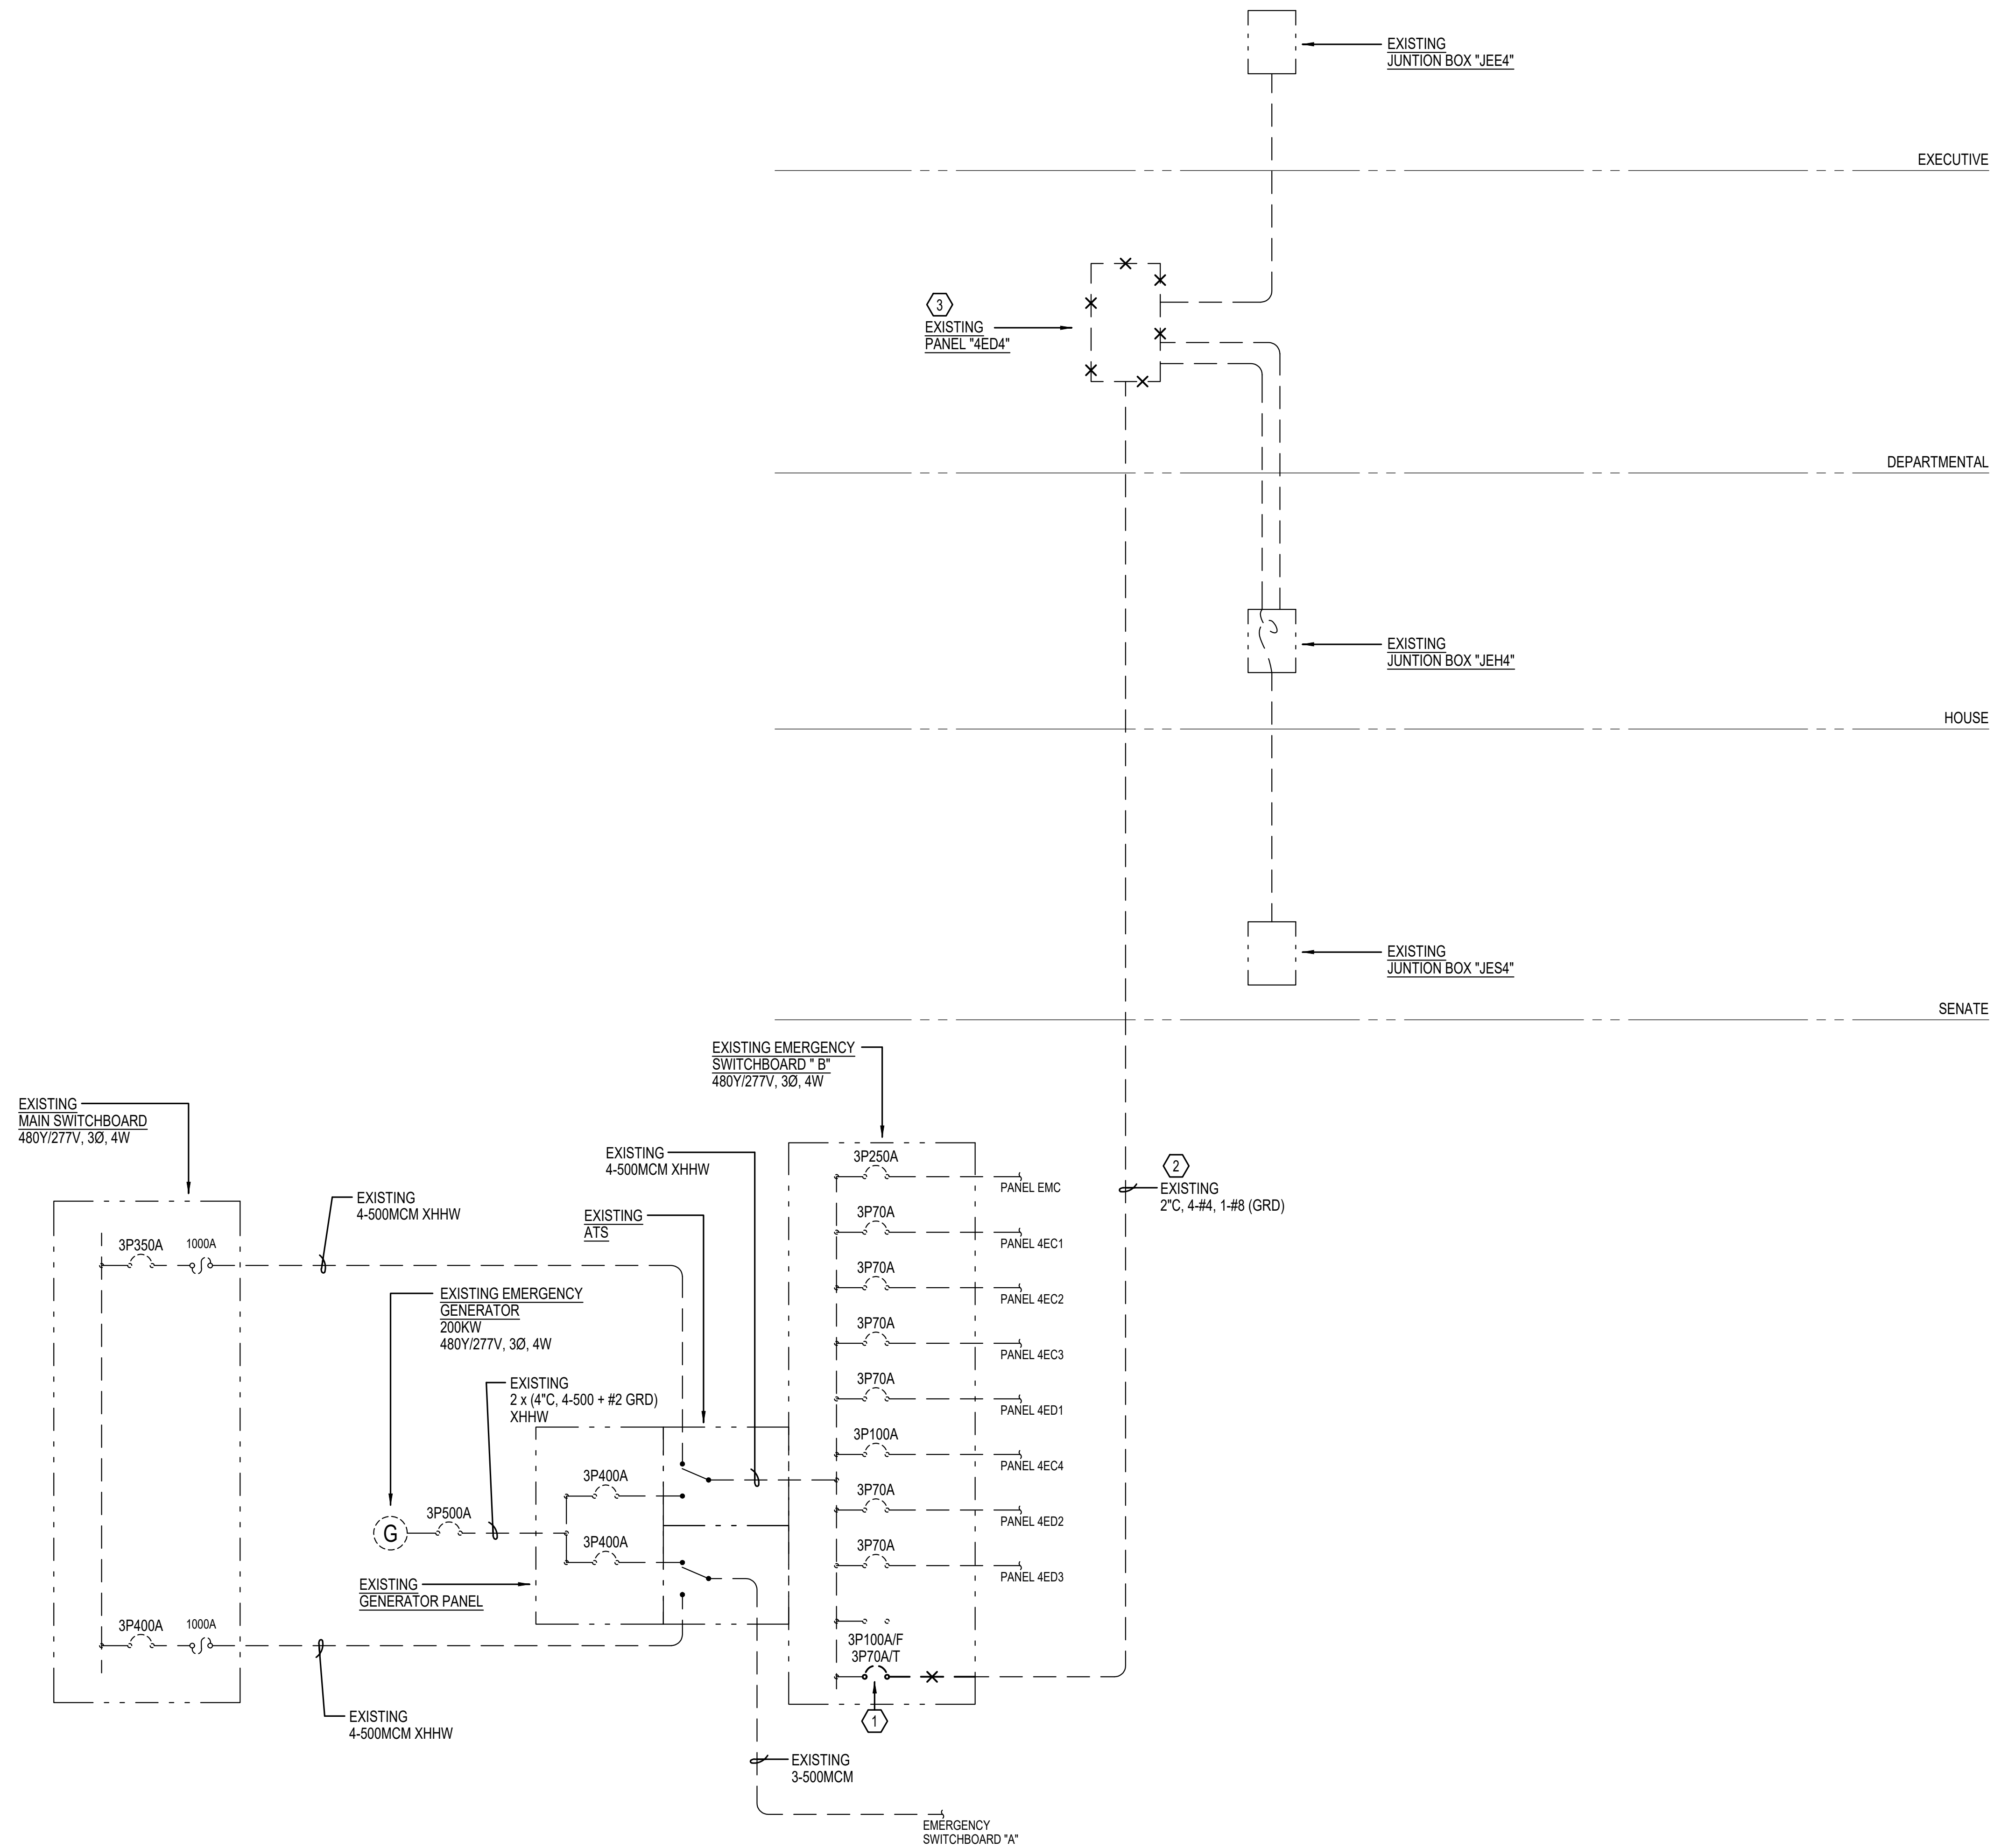 EXISTING
JUNTION BOX "JEE4"
EXECUTIVE
3
EXISTING
PANEL "4ED4"
DEPARTMENTAL
EXISTING
JUNTION BOX "JEH4"
HOUSE
EXISTING
JUNTION BOX "JES4"
SENATE
EXISTING EMERGENCY
SWITCHBOARD " B"
480Y/277V, 3Ø, 4W
EXISTING
MAIN SWITCHBOARD
480Y/277V, 3Ø, 4W
EXISTING
4-500MCM XHHW
3P250A
PANEL EMC
2
EXISTING
2"C, 4-#4, 1-#8 (GRD)
EXISTING
4-500MCM XHHW
EXISTING
ATS
3P70A
PANEL 4EC1
3P350A
1000A
3P70A
PANEL 4EC2
EXISTING EMERGENCY
GENERATOR
200KW
480Y/277V, 3Ø, 4W
3P70A
PANEL 4EC3
EXISTING
2 x (4"C, 4-500 + #2 GRD)
XHHW
3P70A
PANEL 4ED1
3P100A
PANEL 4EC4
3P400A
3P70A
PANEL 4ED2
G
3P500A
3P400A
3P70A
PANEL 4ED3
EXISTING
GENERATOR PANEL
3P400A
1000A
3P100A/F
3P70A/T
1
EXISTING
4-500MCM XHHW
EXISTING
3-500MCM
EMERGENCY
SWITCHBOARD "A"